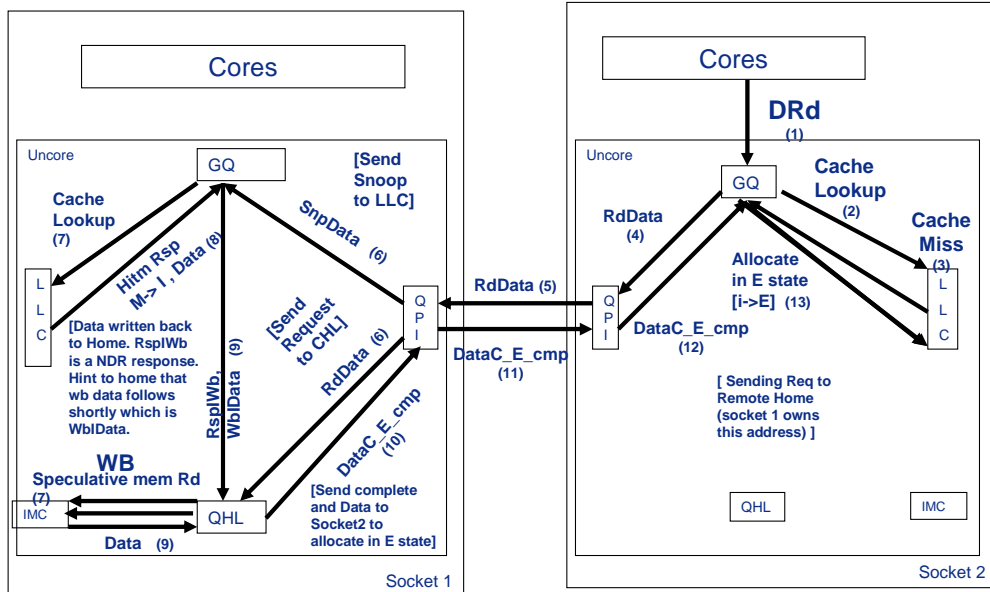 Cores
Uncore
GQ
[Send
Snoop
to LLC]
Cache
Lookup
(7)
SnpData (6)
Hitm Rsp
M-> I , Data (8)
L
L
C
[Data written back
to Home. RspIWb
is a NDR response.
Hint to home that
wb data follows
shortly which is
WbIData.
RspIWb,
WbIData (9)
[Send
Request
to CHL]
RdData (6)
Q
P
I
DataC_E_cmp
(10)
WB
Speculative mem Rd
(7)
IMC
QHL
Data (9)
[Send complete
and Data to
Socket2 to
allocate in E state]
Socket 1
RdData (5)
DataC_E_cmp
(11)
Cores
DRd
(1)
Uncore
GQ
Cache
Lookup
(2)
Cache
Miss
(3)
RdData
(4)
Allocate
in E state
[i->E] (13)
L
L
C
Q
P
I
DataC_E_cmp
(12)
[ Sending Req to
Remote Home
(socket 1 owns
this address) ]
QHL
IMC
Socket 2